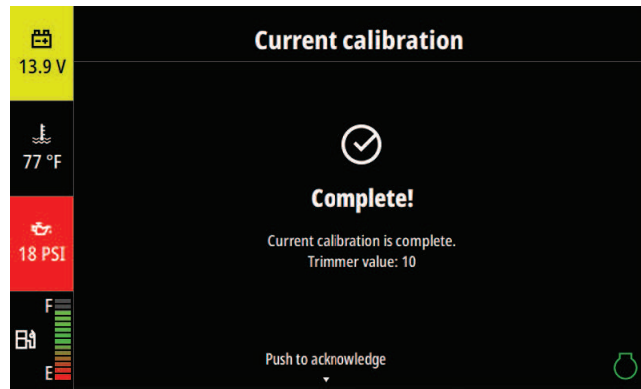 Current calibration
13.9 V
77 °F
18 PSI
F
E
Complete!
Current calibration is complete.
Trimmer value: 10
Push to acknowledge